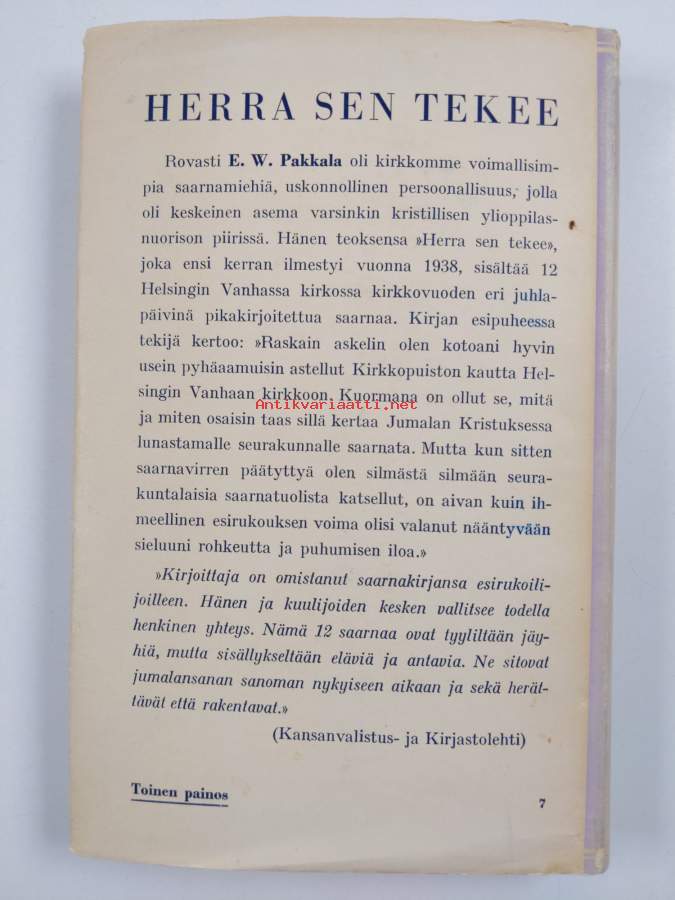 HERRA SEN TEKEE
Rovasti E. W. Pakkala oli kirkkomme voimallisim-
pia saarnamiehiä, uskonnollinen persoonallisuus, jolla
oli keskeinen asema varsinkin kristillisen ylioppilas-
nuorison piirissä. Hänen teoksensa »Herra sen tekee»,
joka ensi kerran ilmestyi vuonna 1938, sisältää 12
Helsingin Vanhassa kirkossa kirkkovuoden eri juhla-
päivinä pikakirjoitettua saarnaa. Kirjan esipuheessa
tekijä kertoo: »Raskain askelin olen kotoani hyvin
usein pyhäaamuisin astellut Kirkkopuiston kautta Hel-
singin Vanhaan kirkkoon. Kuormana on ollut se, mitä
Antikvariaatti.net
ja miten osaisin taas sillä kertaa Jumalan Kristuksessa
lunastamalle seurakunnalle saarnata. Mutta kun sitten
saarnavirren päätyttyä olen silmästä silmään seura-
kuntalaisia saarnatuolista katsellut, on aivan kuin ih-
meellinen esirukouksen voima olisi valanut nääntyvään
sieluuni rohkeutta ja puhumisen iloa.»
»Kirjoittaja on omistanut saarnakirjansa esirukoili-
joilleen. Hänen ja kuulijoiden kesken vallitsee todella
henkinen yhteys. Nämä 12 saarnaa ovat tyyliltään jäy-
hiä, mutta sisällykseltään eläviä ja antavia. Ne sitovat
jumalansanan sanoman nykyiseen aikaan ja sekä herät-
tävät että rakentavat.»
(Kansanvalistus- ja Kirjastolehti)
Toinen painos
7